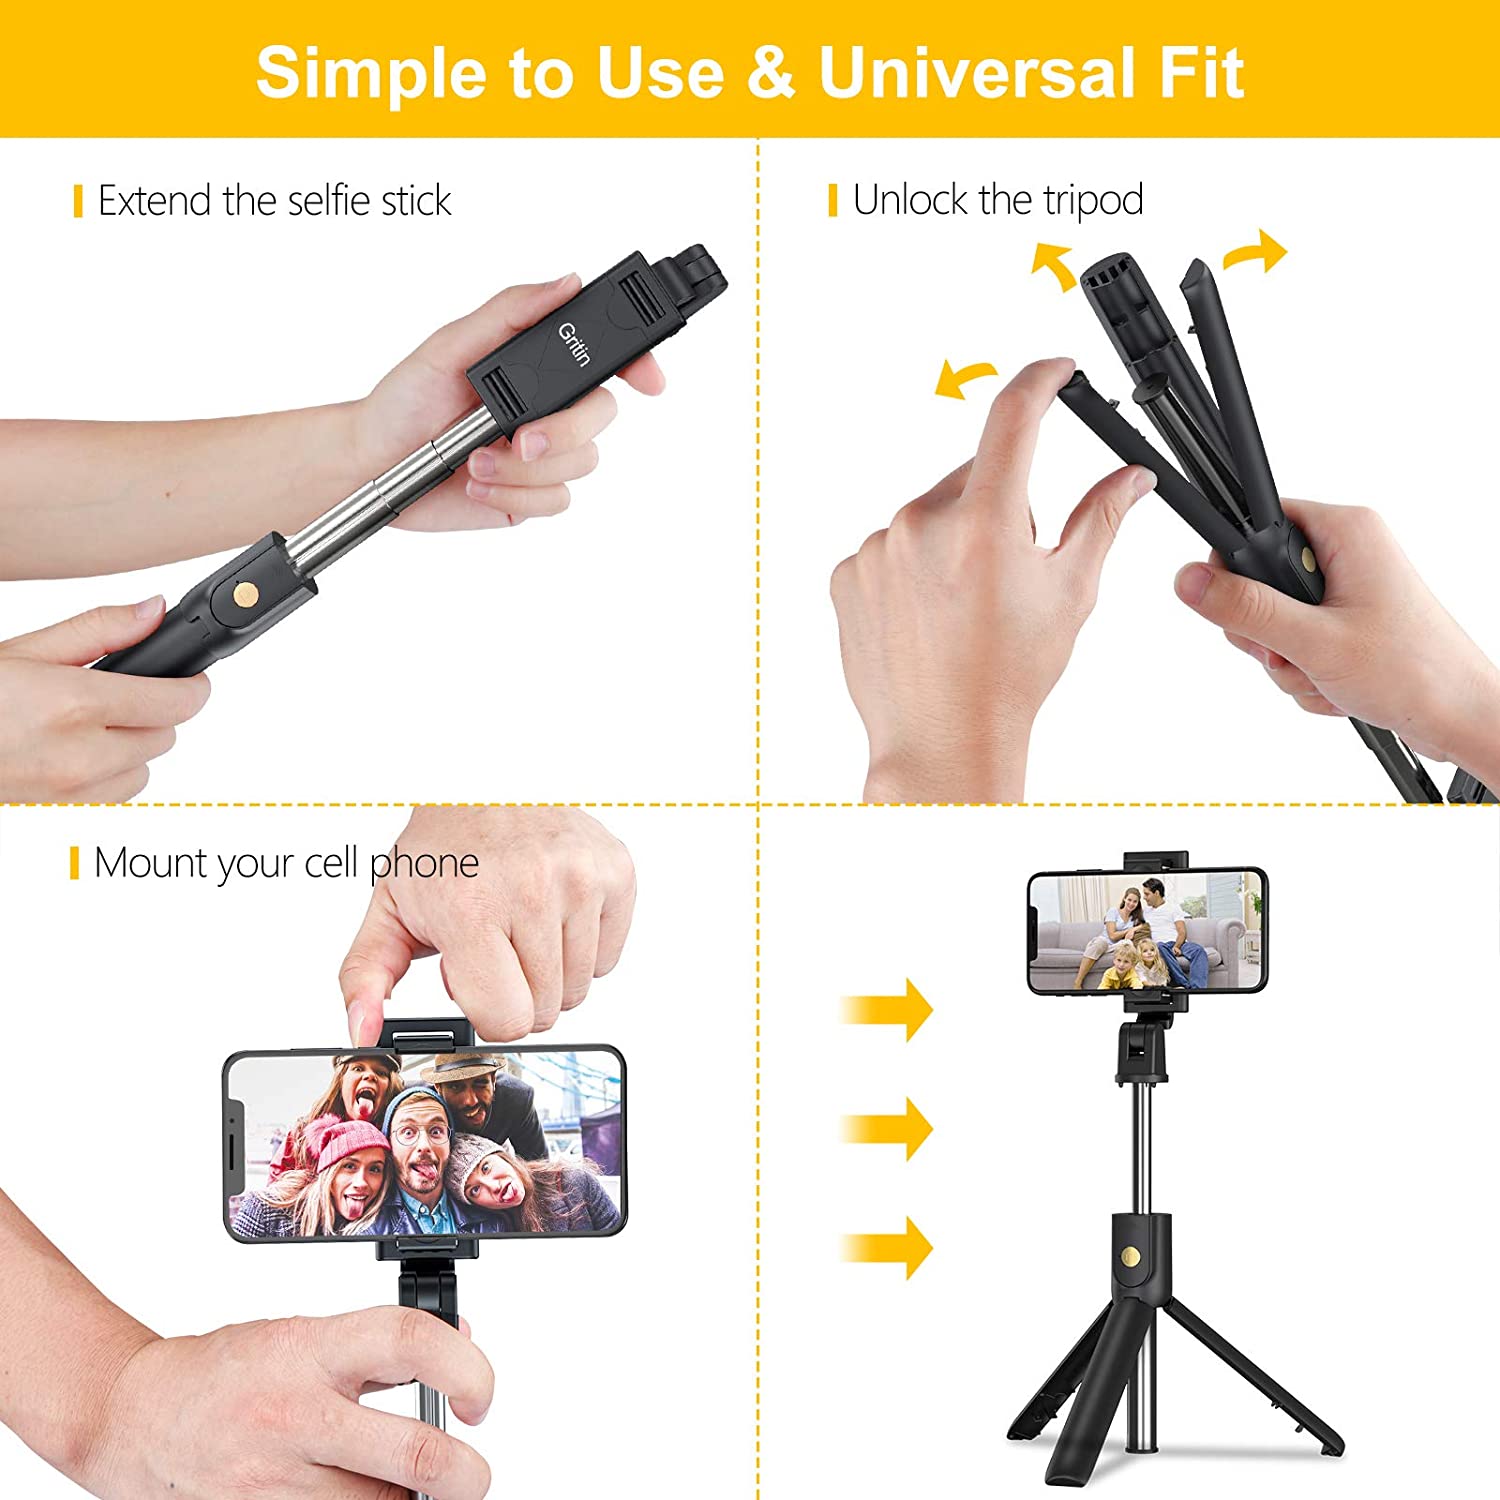 Simple to Use & Universal Fit
Extend the selfie stick
Gritin
Unlock the tripod
Mount your cell phone